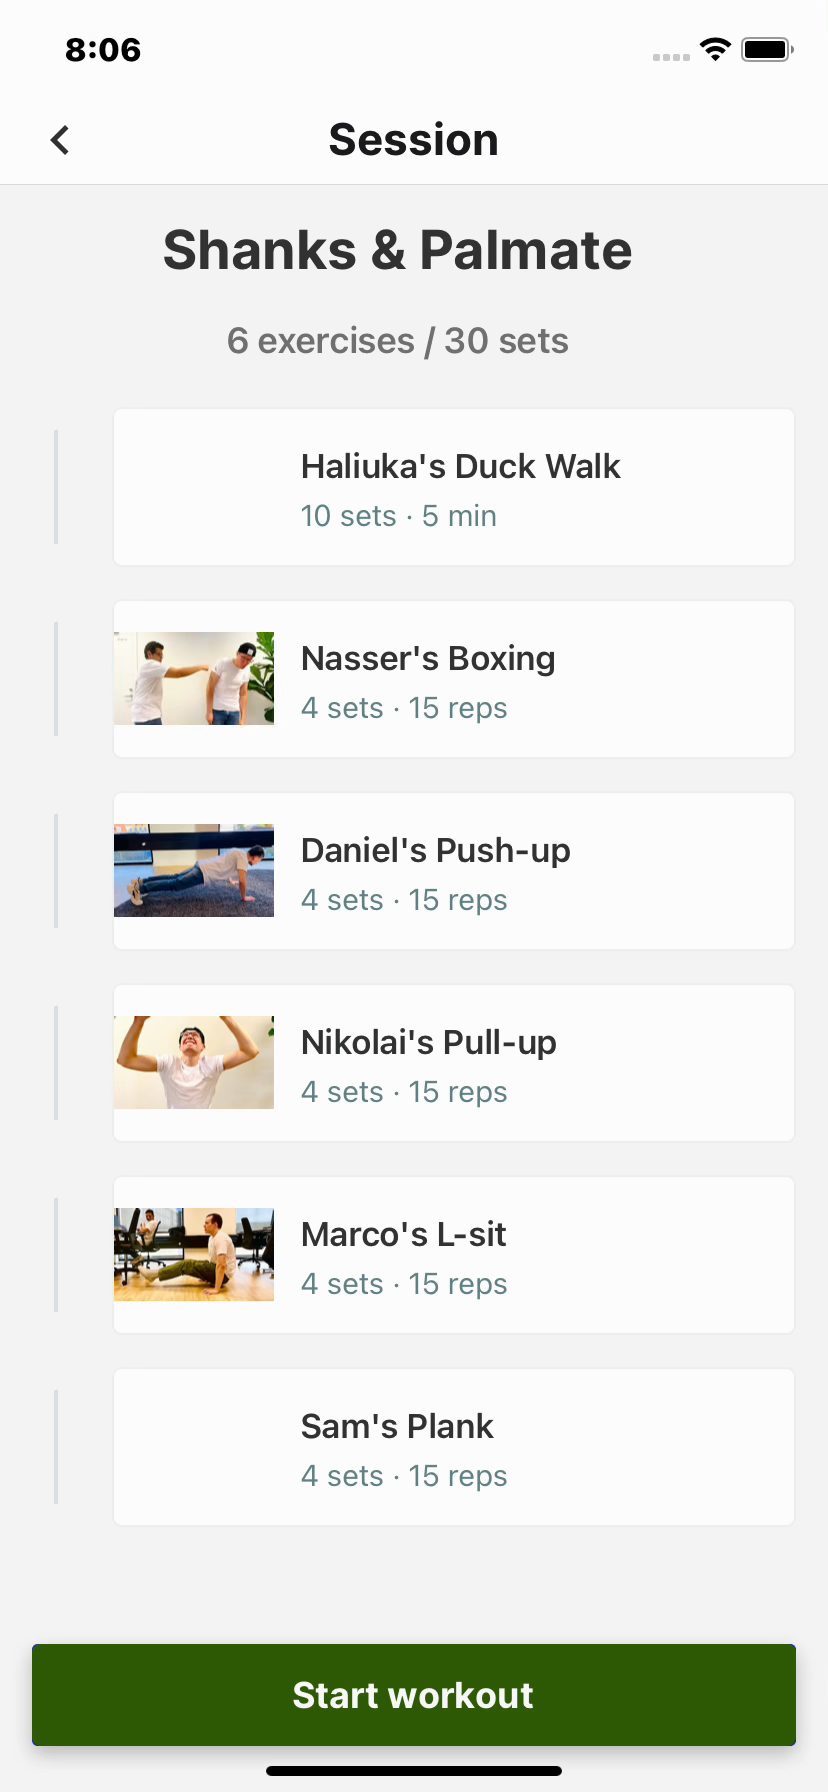 8:06
Session
Shanks & Palmate
6 exercises / 30 sets
Haliuka's Duck Walk
10 sets · 5 min
Nasser's Boxing
4 sets · 15 reps
Daniel's Push-up
4 sets · 15 reps
Nikolai's Pull-up
4 sets · 15 reps
Marco's L-sit
4 sets · 15 reps
Sam's Plank
4 sets · 15 reps
Start workout